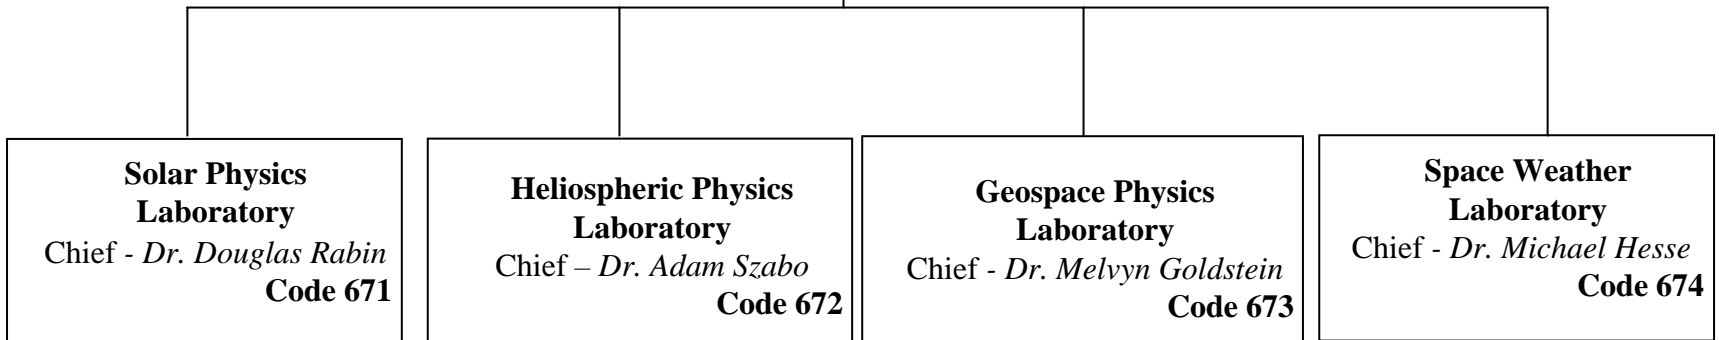 Solar Physics
Laboratory
Chief - Dr. Douglas Rabin
Code 671
Heliospheric Physics
Laboratory
Chief – Dr. Adam Szabo
Code 672
Geospace Physics
Laboratory
Chief - Dr. Melvyn Goldstein
Code 673
Space Weather
Laboratory
Chief - Dr. Michael Hesse
Code 674